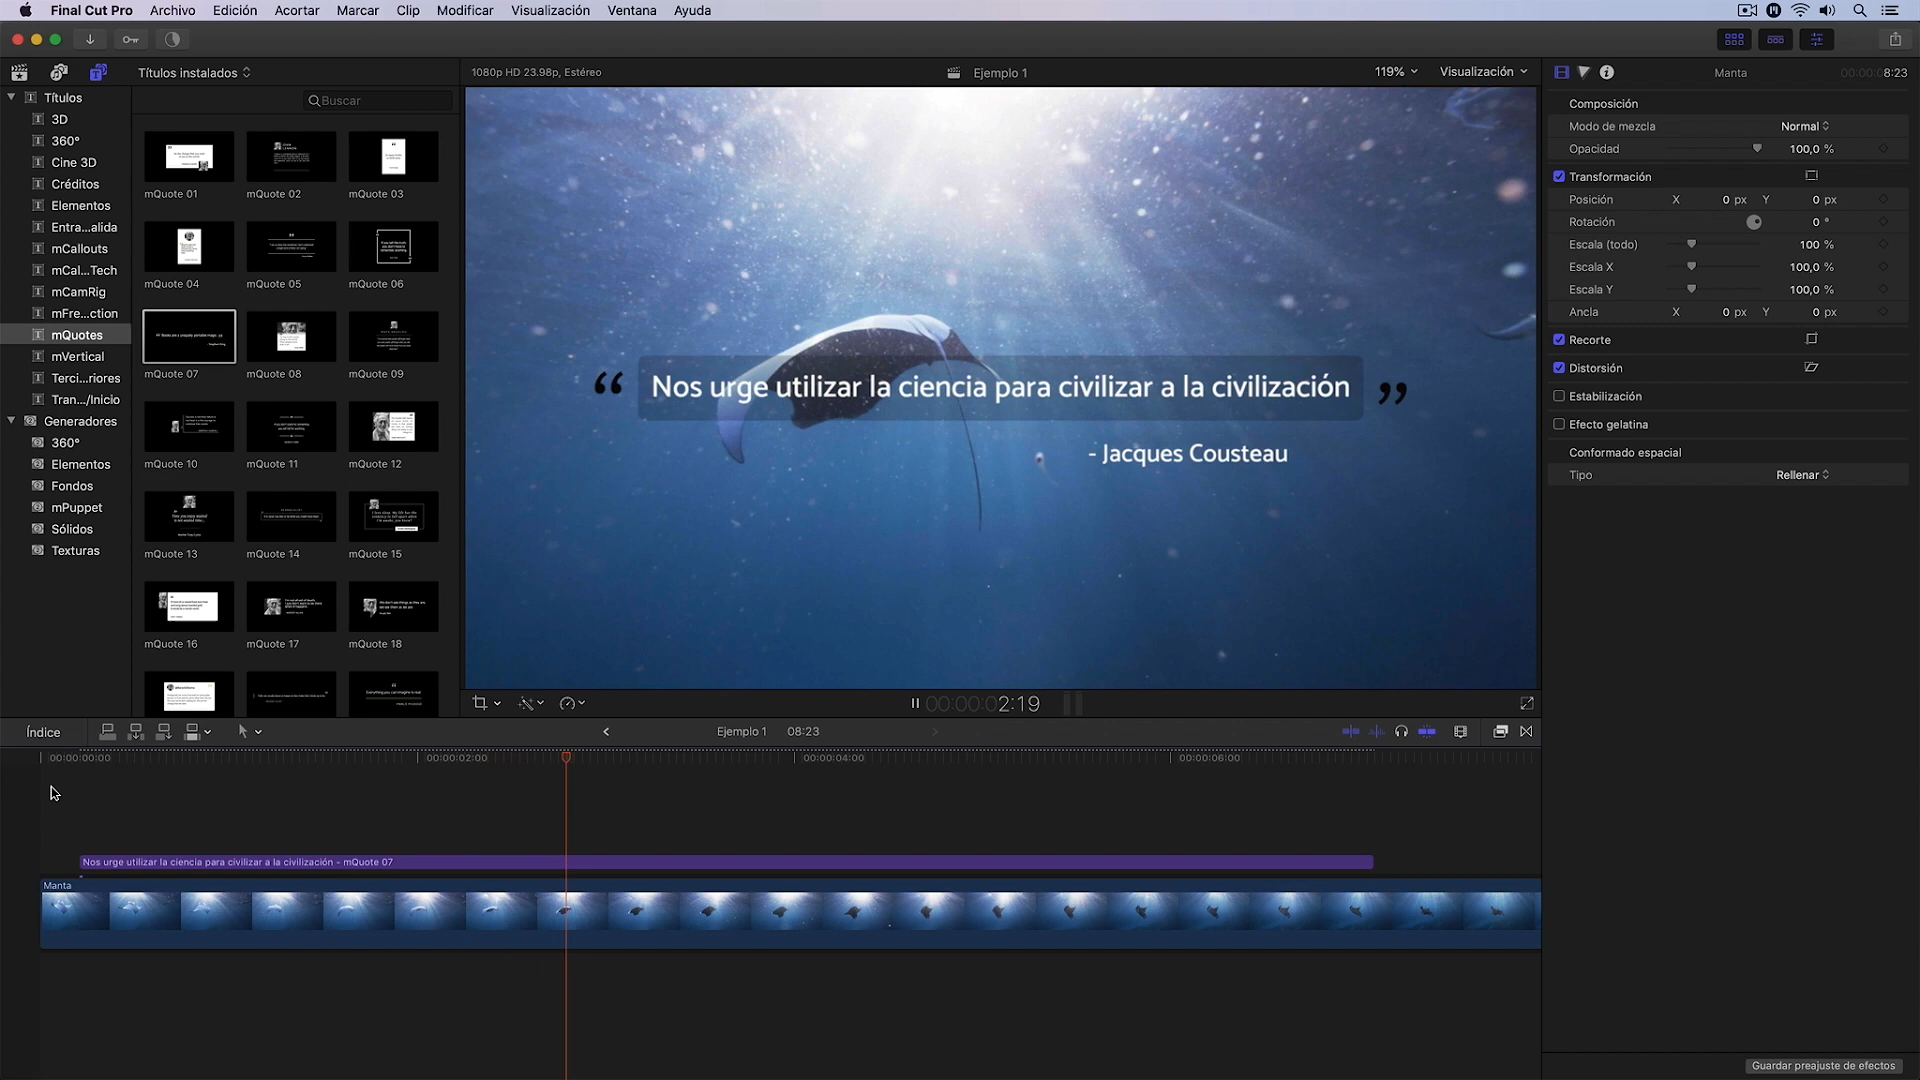 Final Cut Pro Archivo Edición Acortar Marcar Clip Modificar Visualización Ventana Ayuda
Títulos instalados
1080p HD 23.98p, Estéreo
Ejemplo 1
119%
Visualización
Manta
00:00:08:23
Buscar
Títulos
3D
360°
Cine 3D
Créditos
Elementos
Entra...alida
mCallouts
mCal...Tech
mCamRig
mFre...ction
mQuotes
mVertical
Terci...riores
Tran.../Inicio
Generadores
360°
Elementos
Fondos
mPuppet
Sólidos
Texturas
mQuote 01
mQuote 02
mQuote 03
mQuote 04
mQuote 05
mQuote 06
mQuote 07
mQuote 08
mQuote 09
mQuote 10
mQuote 11
mQuote 12
mQuote 13
mQuote 14
mQuote 15
mQuote 16
mQuote 17
mQuote 18
“ Nos urge utilizar la ciencia para civilizar a la civilización ”
- Jacques Cousteau
Composición
Modo de mezcla Normal
Opacidad 100,0 %
Transformación
Posición X 0 px Y 0 px
Rotación 0 °
Escala (todo) 100 %
Escala X 100,0 %
Escala Y 100,0 %
Ancla X 0 px Y 0 px
Recorte
Distorsión
Estabilización
Efecto gelatina
Conformado espacial
Tipo Rellenar
00:00:00:02:19
Índice
Ejemplo 1 08:23
00:00:00:00
00:00:02:00
00:00:04:00
00:00:06:00
Nos urge utilizar la ciencia para civilizar a la civilización - mQuote 07
Manta
Guardar preajuste de efectos